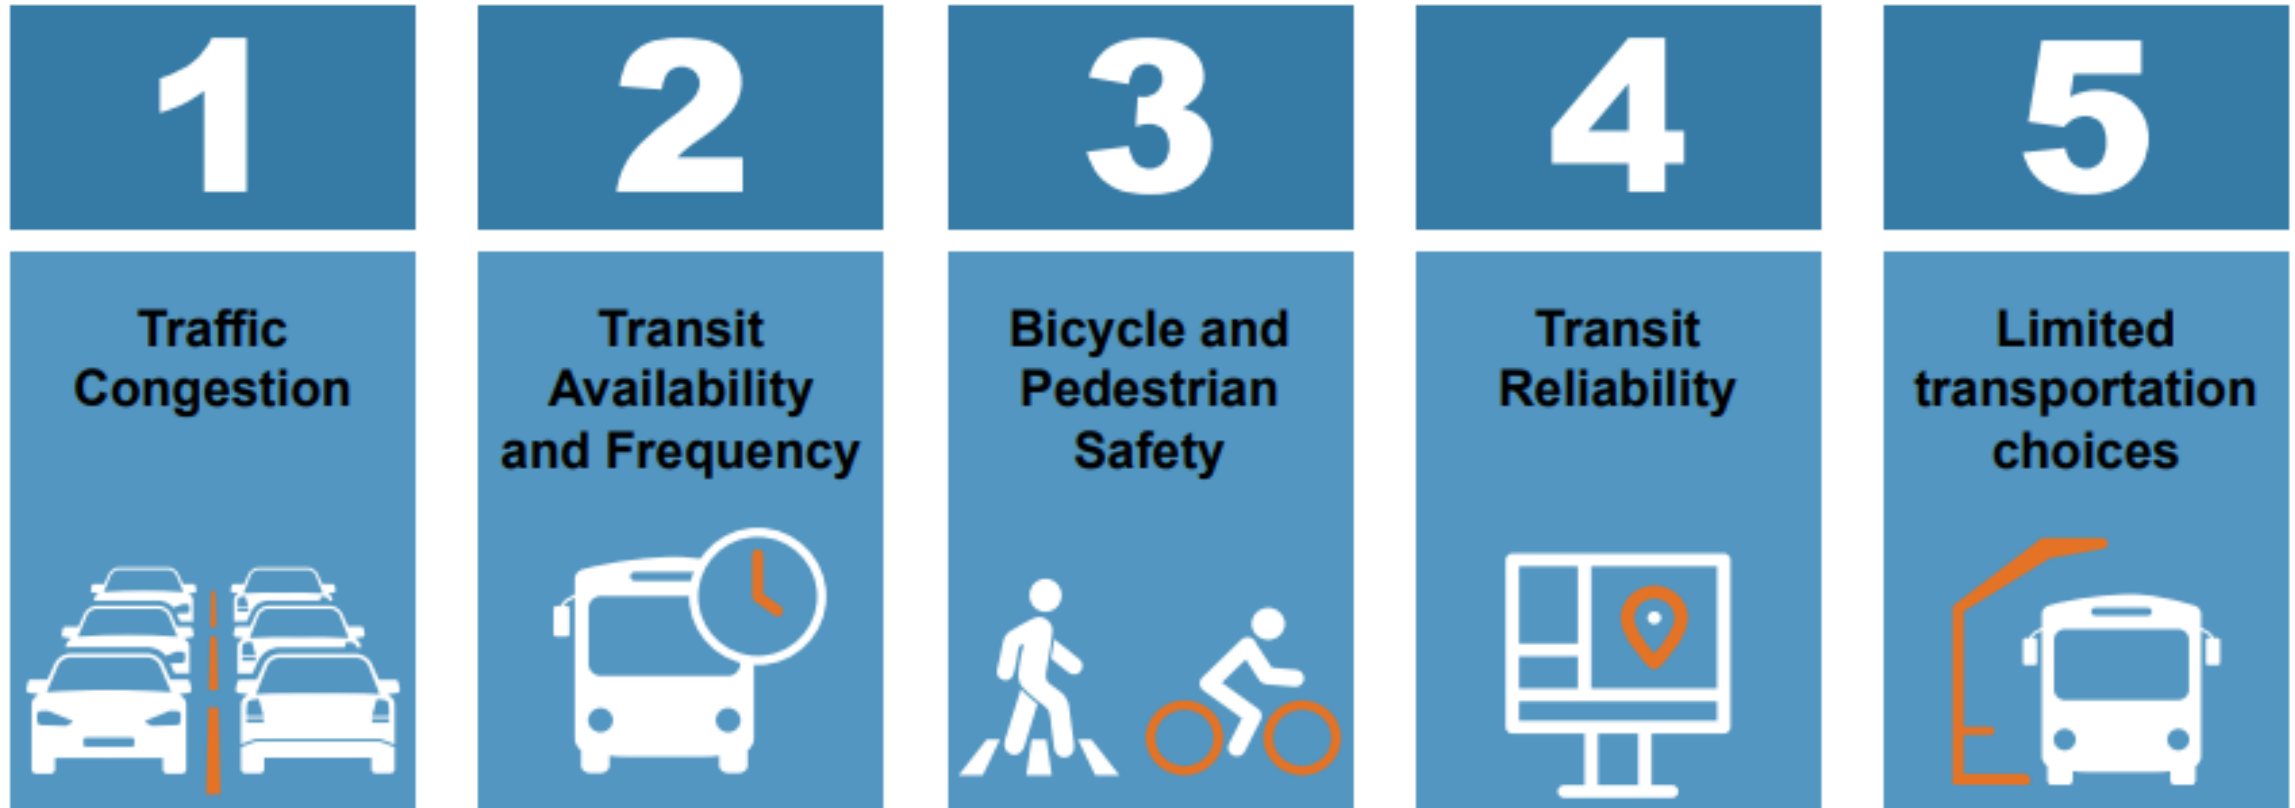 1
Traffic
Congestion
2
Transit
Availability
and Frequency
3
Bicycle and
Pedestrian
Safety
4
Transit
Reliability
5
Limited
transportation
choices